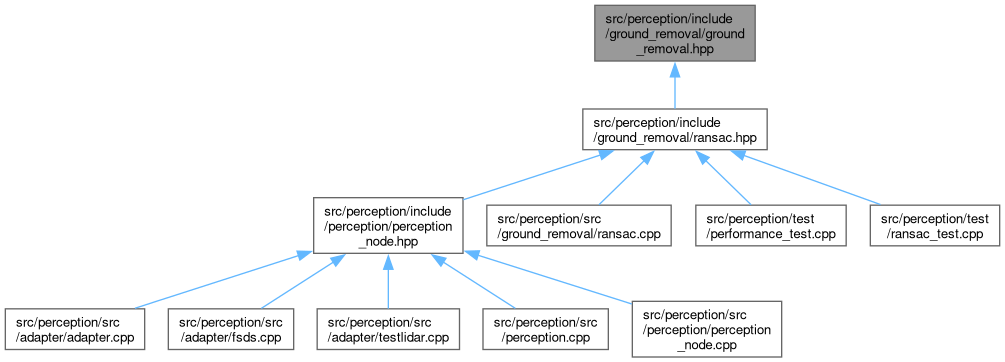 src/perception/include
/ground_removal/ground
_removal.hpp
src/perception/include
/ground_removal/ransac.hpp
src/perception/include
/perception/perception
_node.hpp
src/perception/src
/ground_removal/ransac.cpp
src/perception/test
/performance_test.cpp
src/perception/test
/ransac_test.cpp
src/perception/src
/adapter/adapter.cpp
src/perception/src
/adapter/fsds.cpp
src/perception/src
/adapter/testlidar.cpp
src/perception/src
/perception.cpp
src/perception/src
/perception/perception
_node.cpp